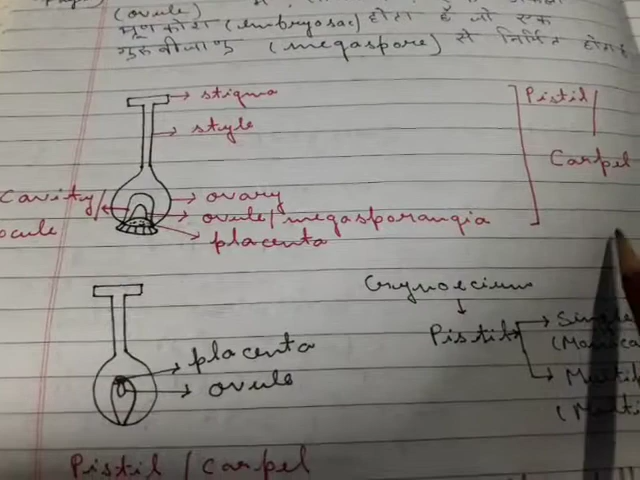 (ovule)
भ्रूण कोश (embryosac) होता है जो एक
गुरुबीजाणु (megaspore) से निर्मित होता है
stigma
style
Cavity/
ocule
ovary
ovule/megasporangia
placenta
Pistil/
Carpel
placenta
ovule
Gynoecium
Pistil
Pistil / Carpel